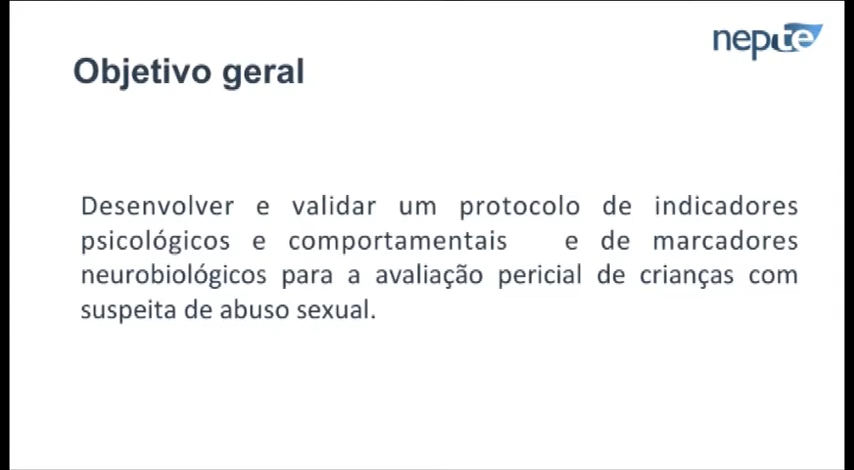 nepte
Objetivo geral
Desenvolver e validar um protocolo de indicadores
psicológicos e comportamentais e de marcadores
neurobiológicos para a avaliação pericial de crianças com
suspeita de abuso sexual.